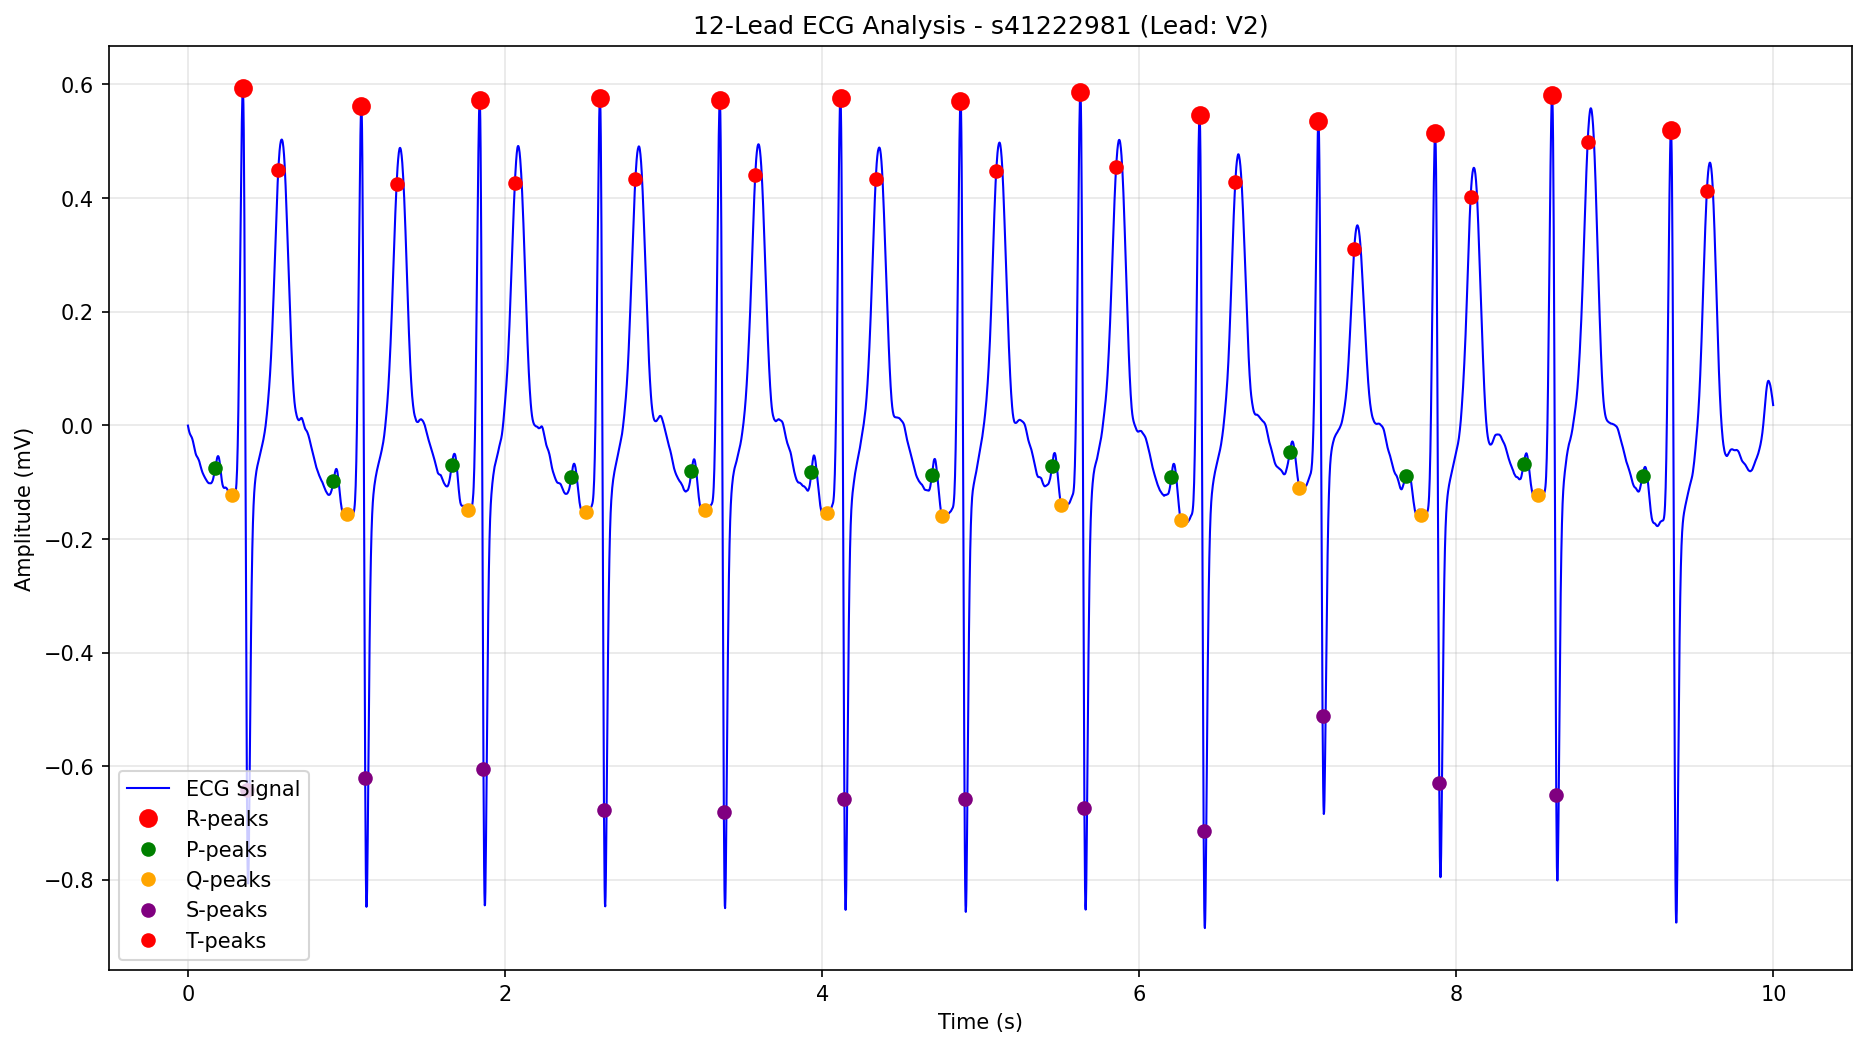 12-Lead ECG Analysis - s41222981 (Lead: V2)
Amplitude (mV)
0.6
0.4
0.2
0.0
−0.2
−0.4
−0.6
−0.8
ECG Signal
R-peaks
P-peaks
Q-peaks
S-peaks
T-peaks
0 2 4 6 8 10
Time (s)